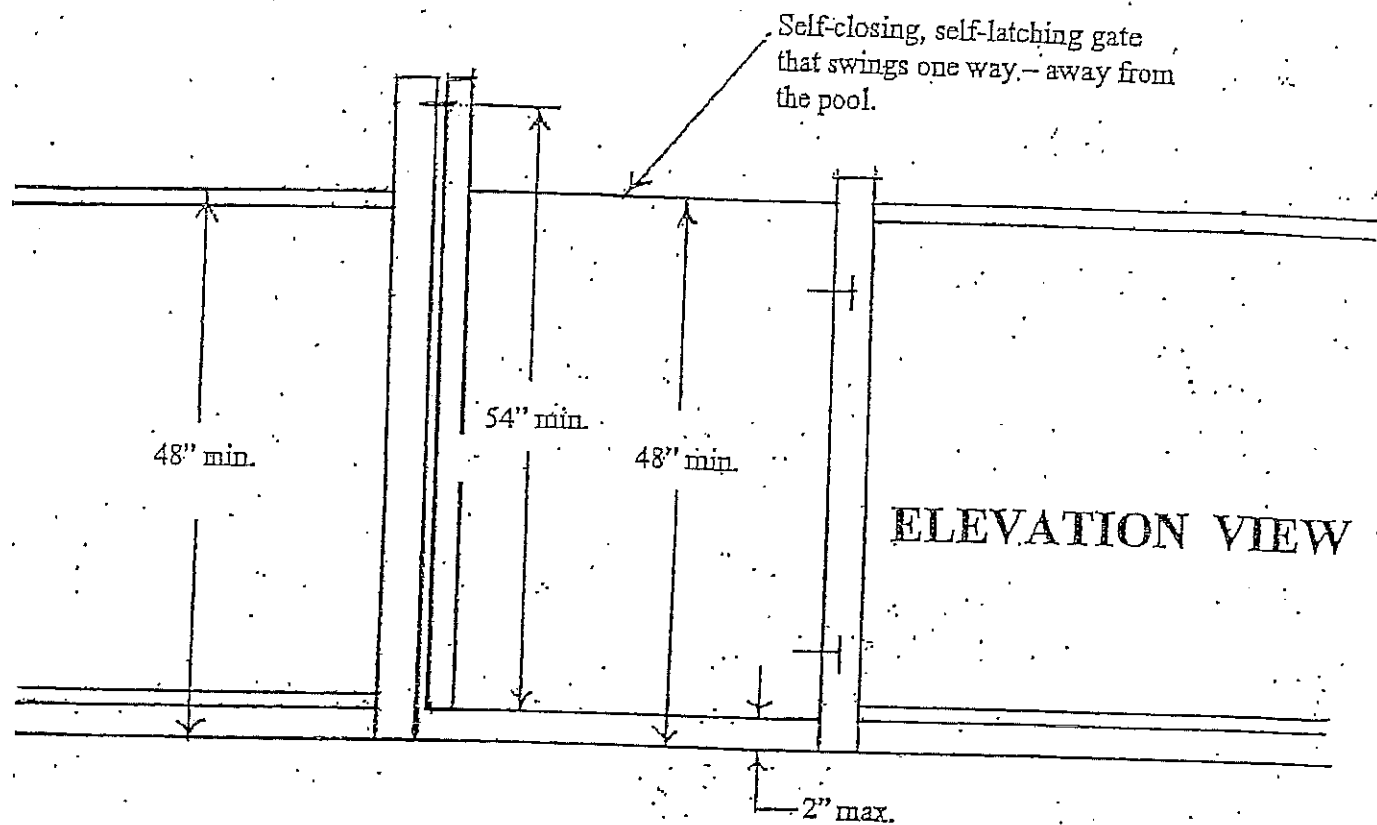 Self-closing, self-latching gate
that swings one way – away from
the pool.
54” min.
48” min.
48” min.
ELEVATION VIEW
2” max.